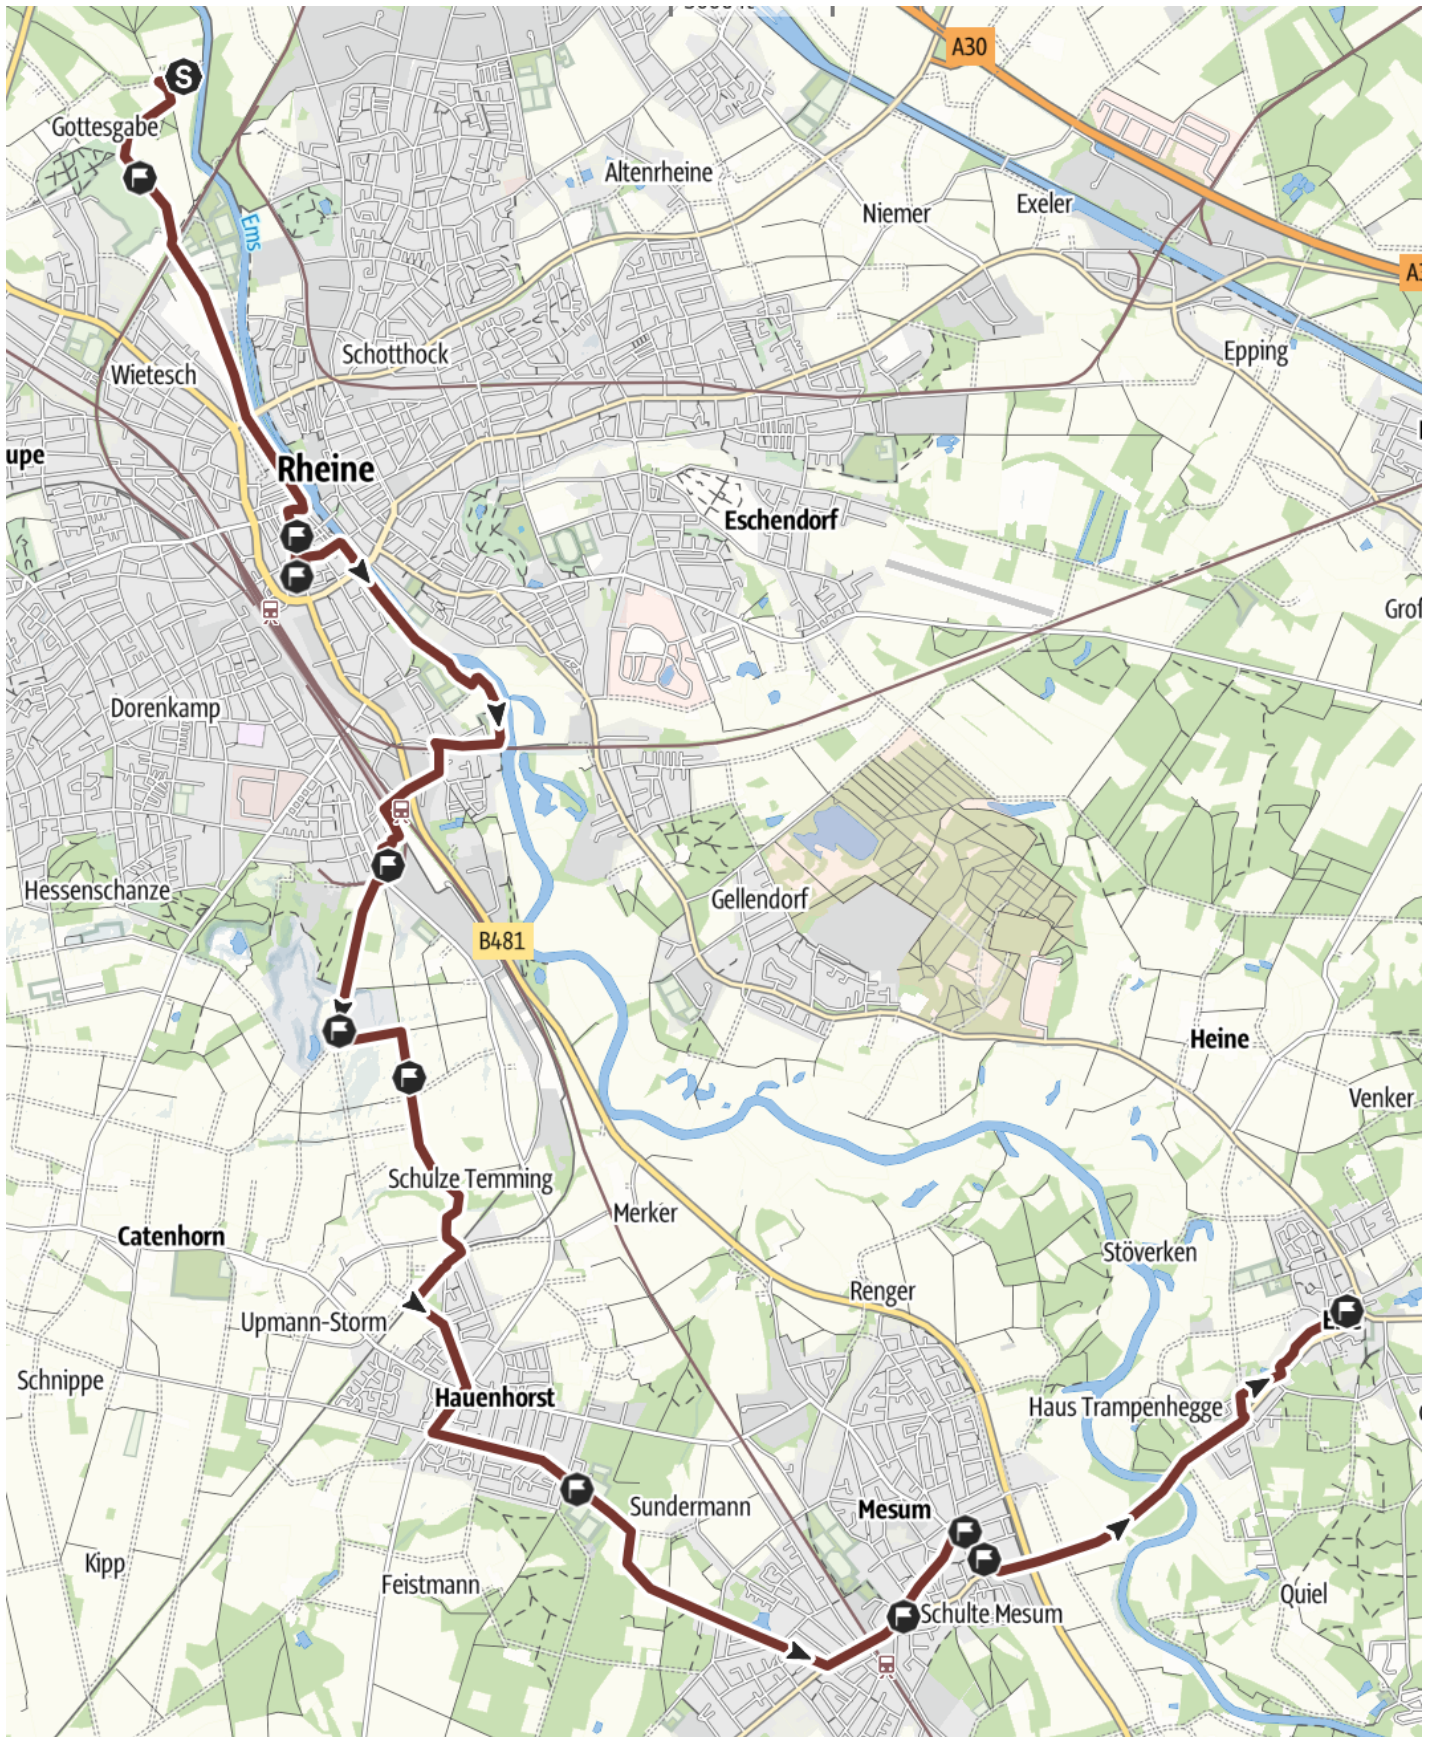 A30
S
Gottesgabe
Altenrheine
Niemer
Exeler
Ems
Schotthock
Wietesch
Epping
upe
Rheine
Eschendorf
Dorenkamp
Hessenschanze
Gellendorf
B481
Heine
Venker
Schulze Temming
Merker
Catenhorn
Stöverken
Upmann-Storm
Renger
Schnippe
Hauenhorst
Haus Trampenhegge
Sundermann
Mesum
Kipp
Feistmann
Quiel
Schulte Mesum